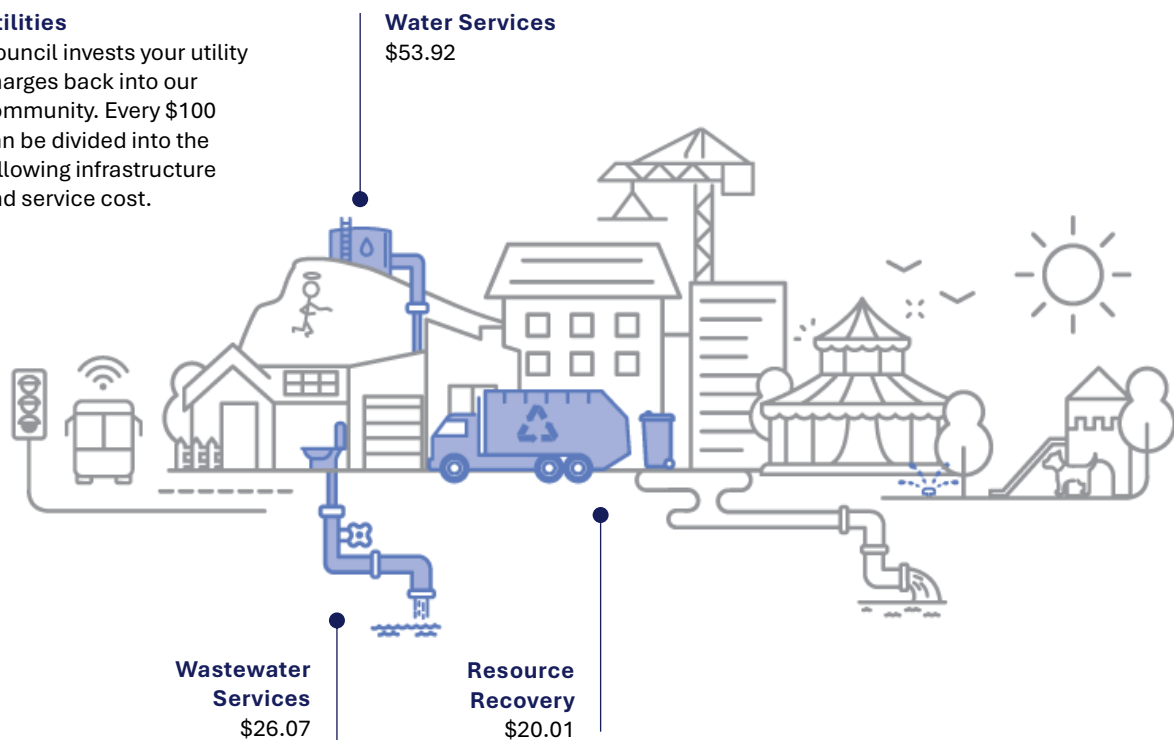 tilities
ouncil invests your utility
harges back into our
ommunity. Every $100
an be divided into the
llowing infrastructure
nd service cost.
Water Services
$53.92
Wastewater
Services
$26.07
Resource
Recovery
$20.01